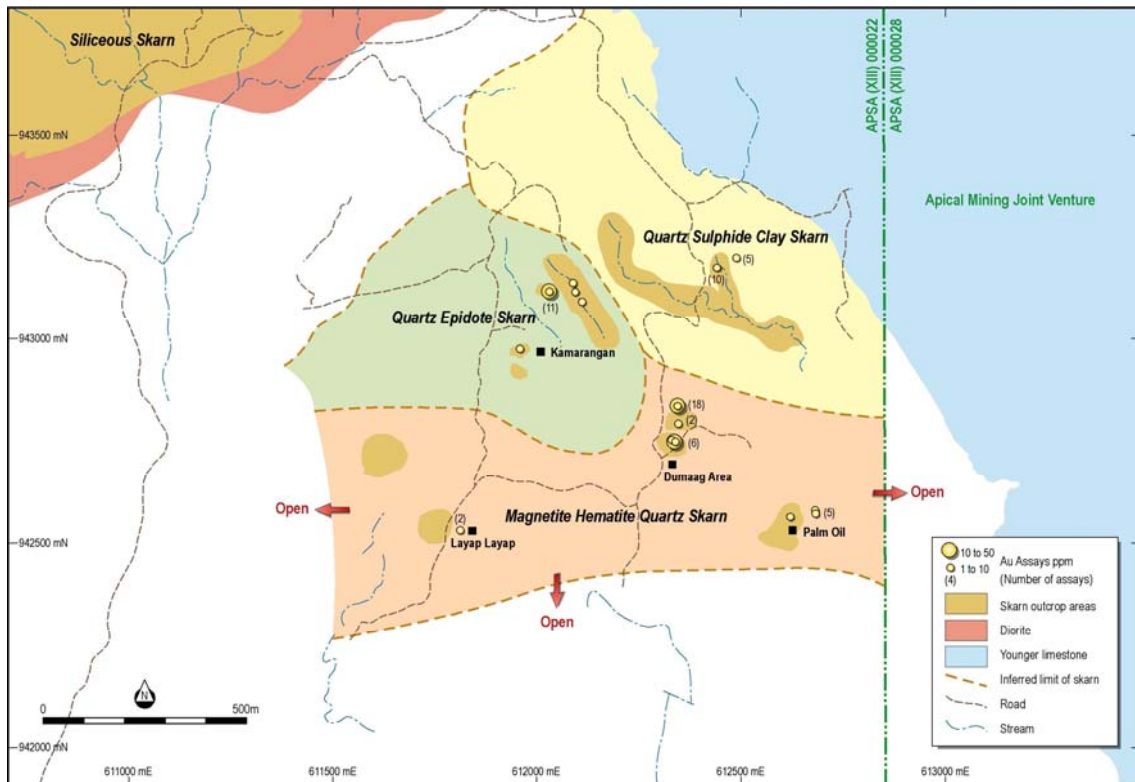 Siliceous Skarn
APSA (XIII) 000022
APSA (XIII) 000028
943500 mN
Apical Mining Joint Venture
Quartz Sulphide Clay Skarn
(5)
(10)
(11)
Quartz Epidote Skarn
943000 mN
Kamarangan
(18)
(2)
(6)
Dumaag Area
Open
Open
Magnetite Hematite Quartz Skarn
(2)
(5)
942500 mN
Layap Layap
Palm Oil
Open
10 to 50
1 to 10
(4)
Au Assays ppm
(Number of assays)
Skarn outcrop areas
Diorite
Younger limestone
Inferred limit of skarn
Road
Stream
N
0
500m
942000 mN
611000 mE
611500 mE
612000 mE
612500 mE
613000 mE